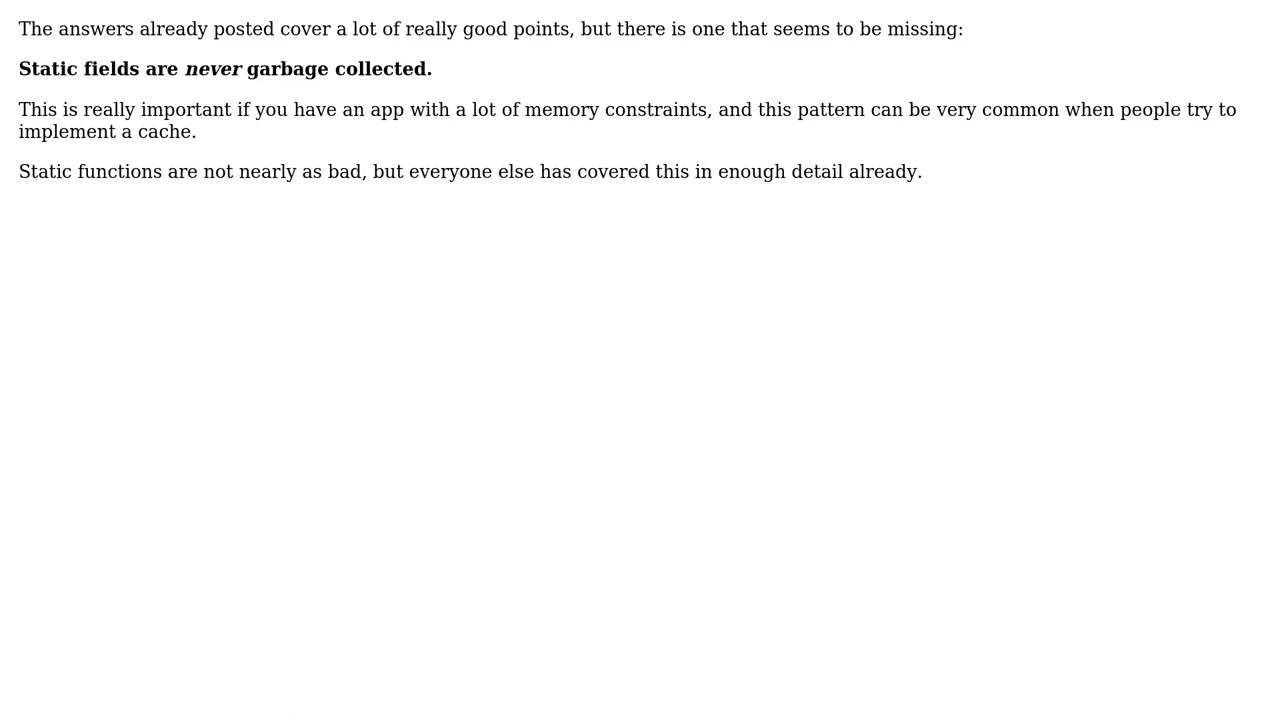 The answers already posted cover a lot of really good points, but there is one that seems to be missing:
Static fields are never garbage collected.
This is really important if you have an app with a lot of memory constraints, and this pattern can be very common when people try to
implement a cache.
Static functions are not nearly as bad, but everyone else has covered this in enough detail already.